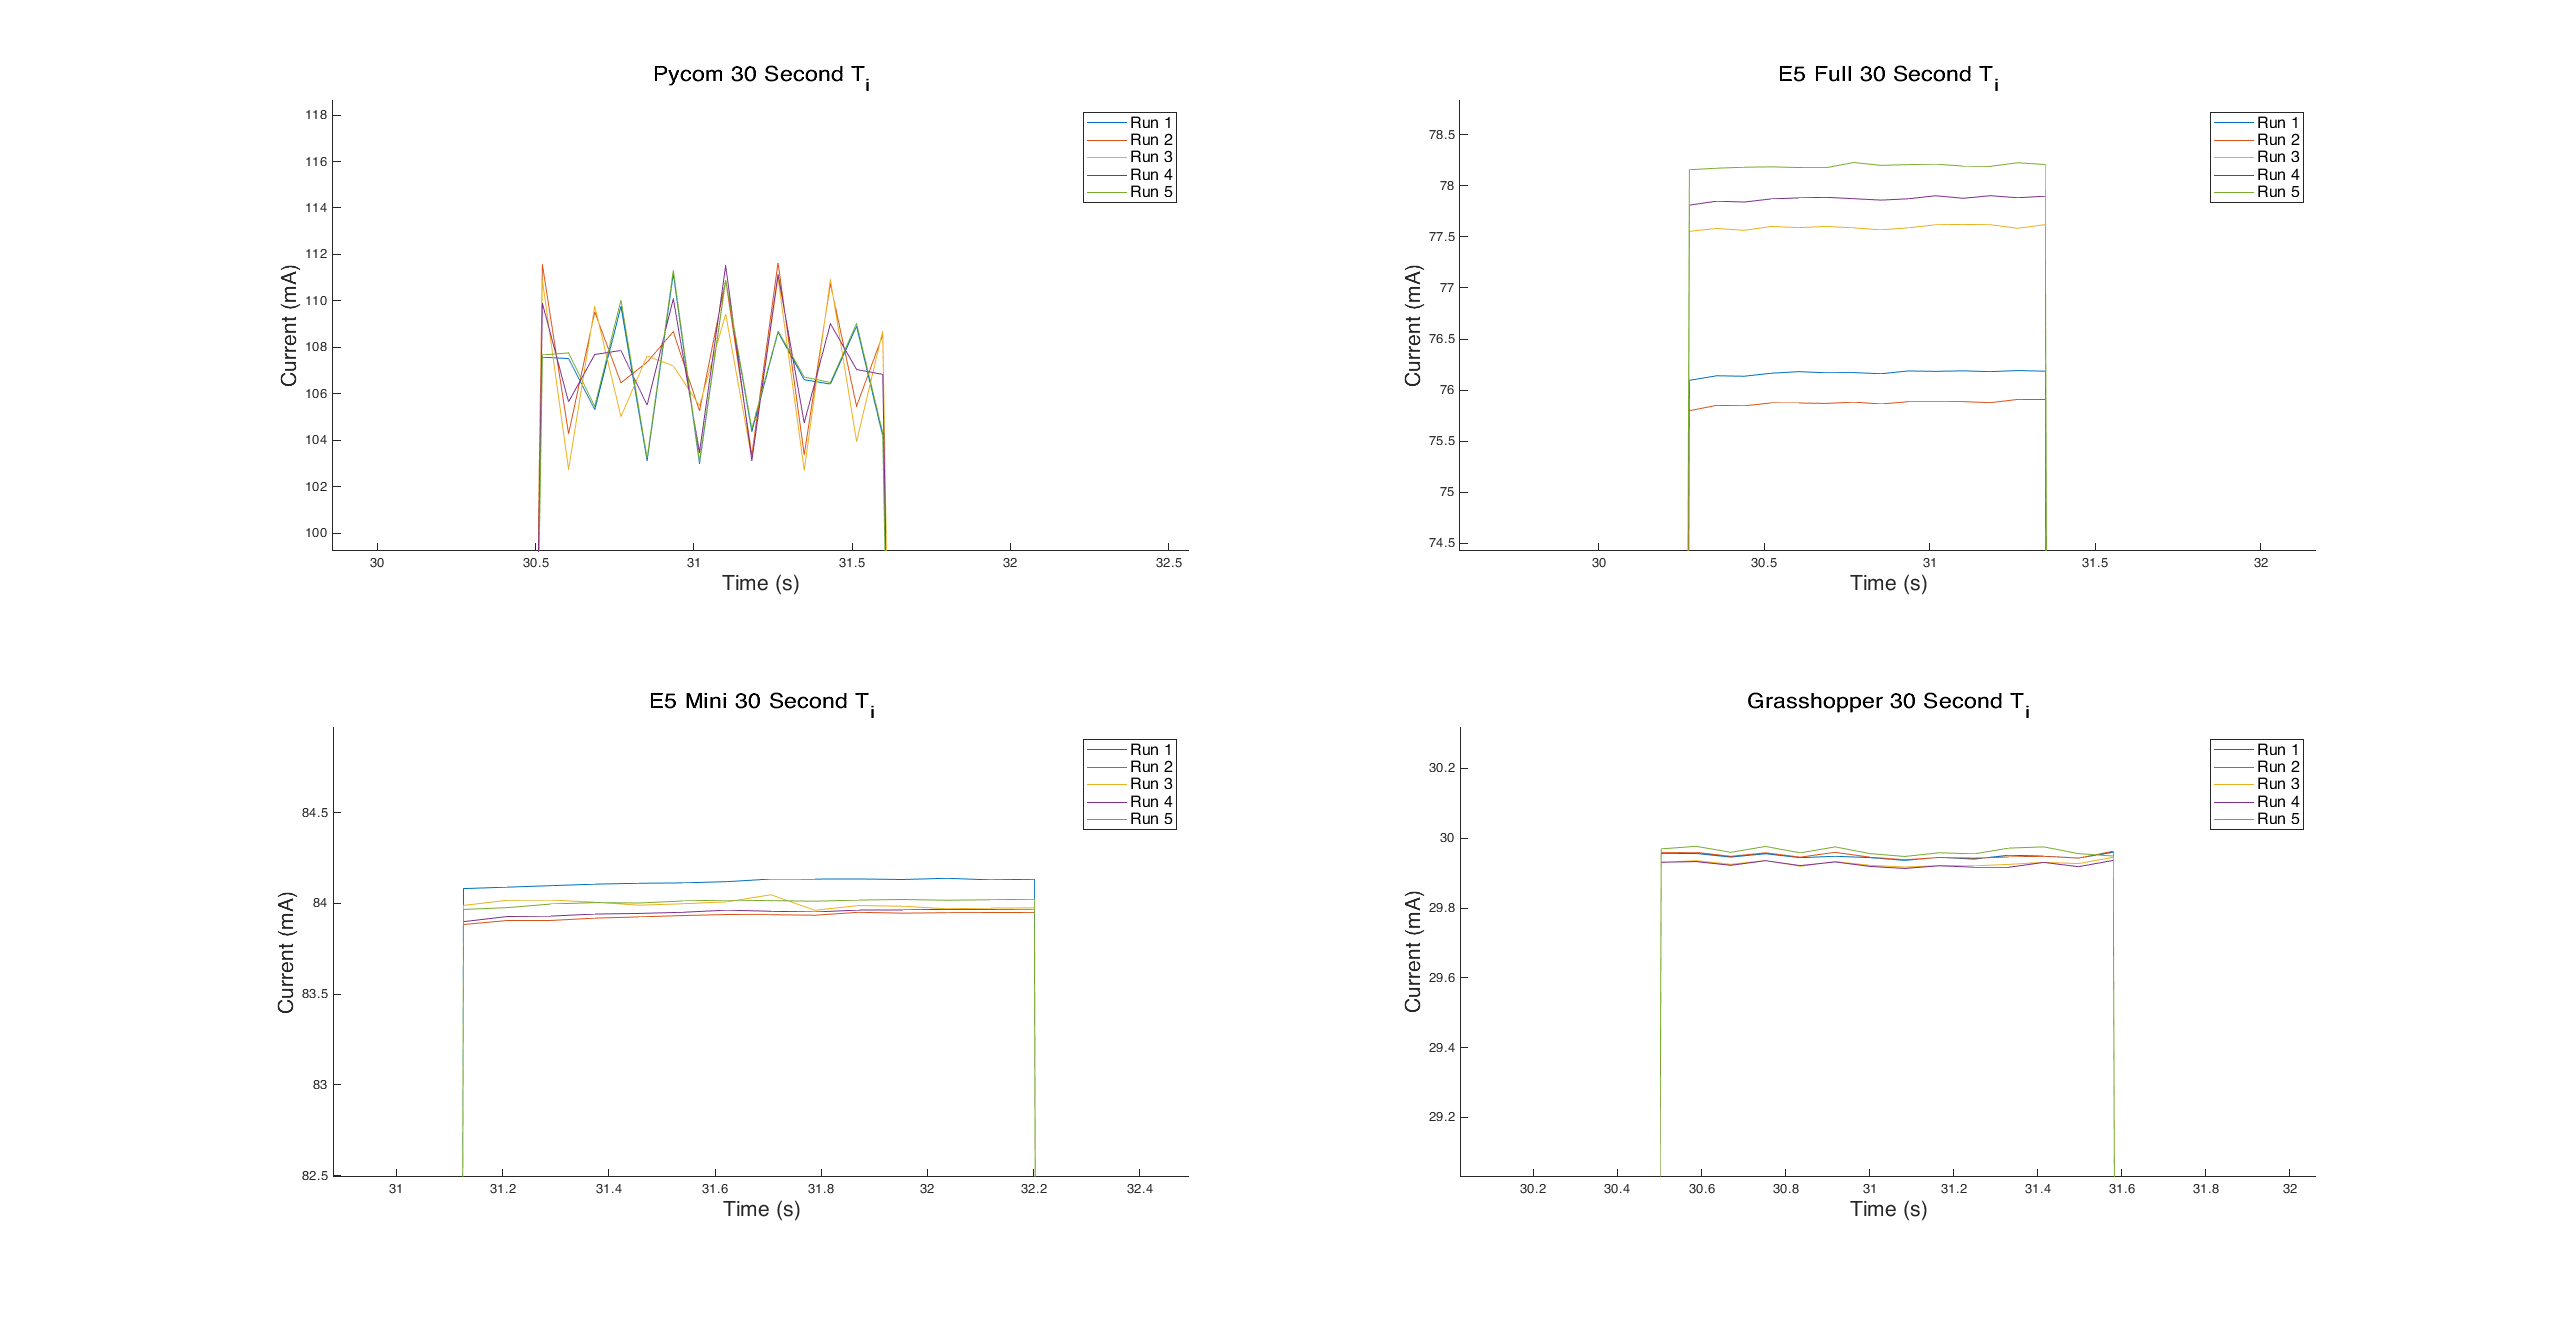 Pycom 30 Second Ti
118
116
114
112
110
108
106
104
102
100
Current (mA)
30
30.5
31
31.5
32
32.5
Time (s)
Run 1
Run 2
Run 3
Run 4
Run 5
E5 Full 30 Second Ti
78.5
78
77.5
77
76.5
76
75.5
75
74.5
Current (mA)
30
30.5
31
31.5
32
Time (s)
Run 1
Run 2
Run 3
Run 4
Run 5
E5 Mini 30 Second Ti
84.5
84
83.5
83
82.5
Current (mA)
31
31.2
31.4
31.6
31.8
32
32.2
32.4
Time (s)
Run 1
Run 2
Run 3
Run 4
Run 5
Grasshopper 30 Second Ti
30.2
30
29.8
29.6
29.4
29.2
Current (mA)
30.2
30.4
30.6
30.8
31
31.2
31.4
31.6
31.8
32
Time (s)
Run 1
Run 2
Run 3
Run 4
Run 5